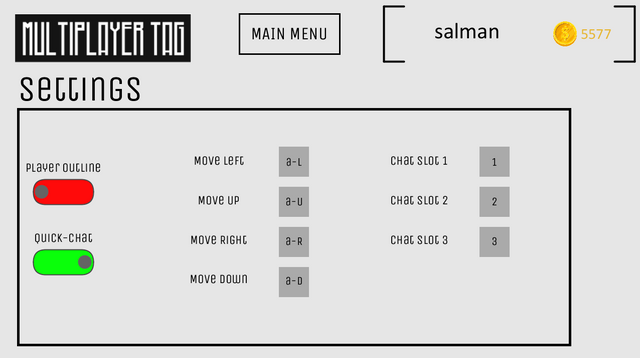 MULTIPLAYER TAG
MAIN MENU
salman
5577
Settings
Player Outline
Quick-Chat
Move Left
a-L
Move Up
a-U
Move Right
a-R
Move Down
a-D
Chat Slot 1
1
Chat Slot 2
2
Chat Slot 3
3